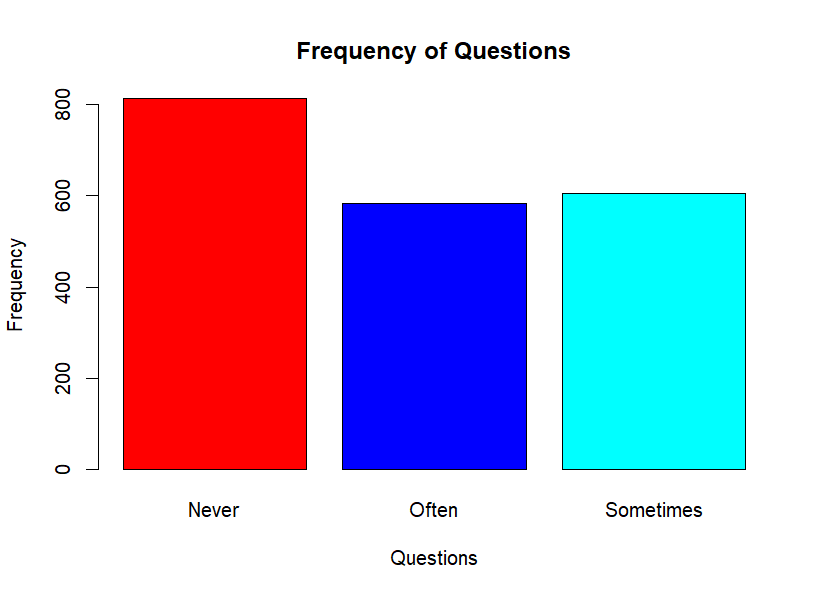 Frequency of Questions
Frequency
800
600
400
200
0
Never Often Sometimes
Questions